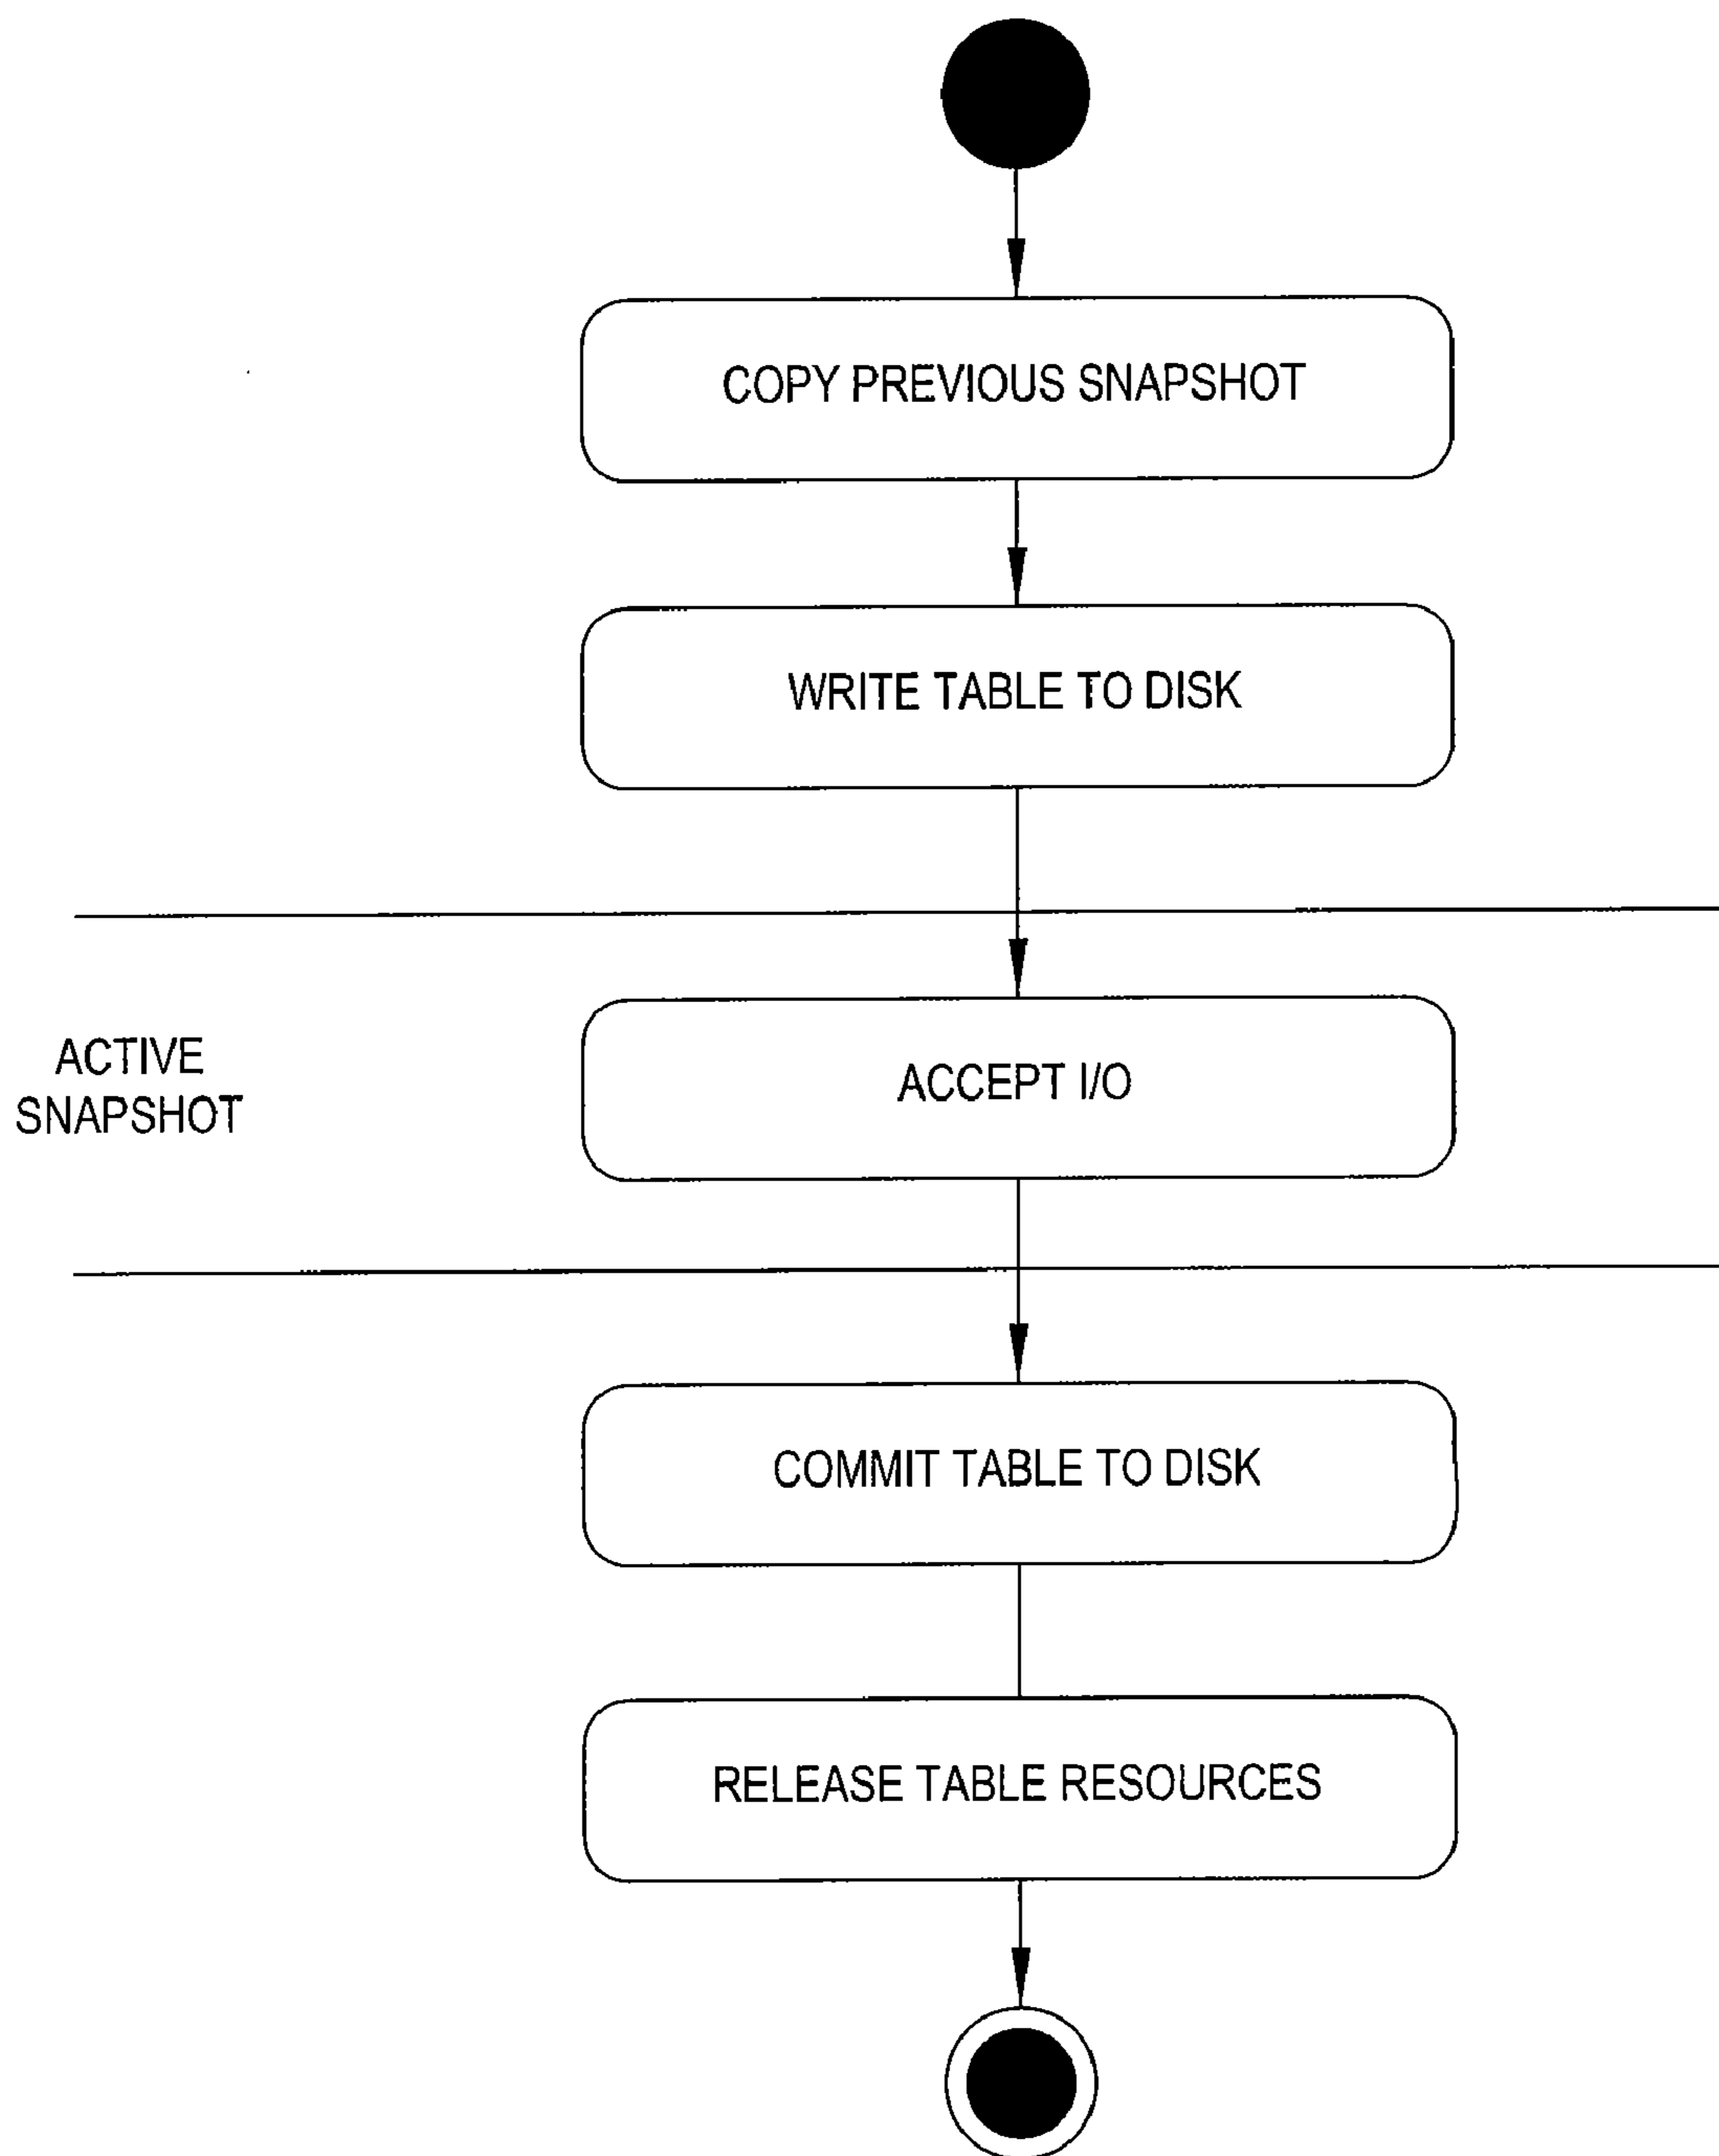 COPY PREVIOUS SNAPSHOT
WRITE TABLE TO DISK
ACTIVE
SNAPSHOT
ACCEPT I/O
COMMIT TABLE TO DISK
RELEASE TABLE RESOURCES